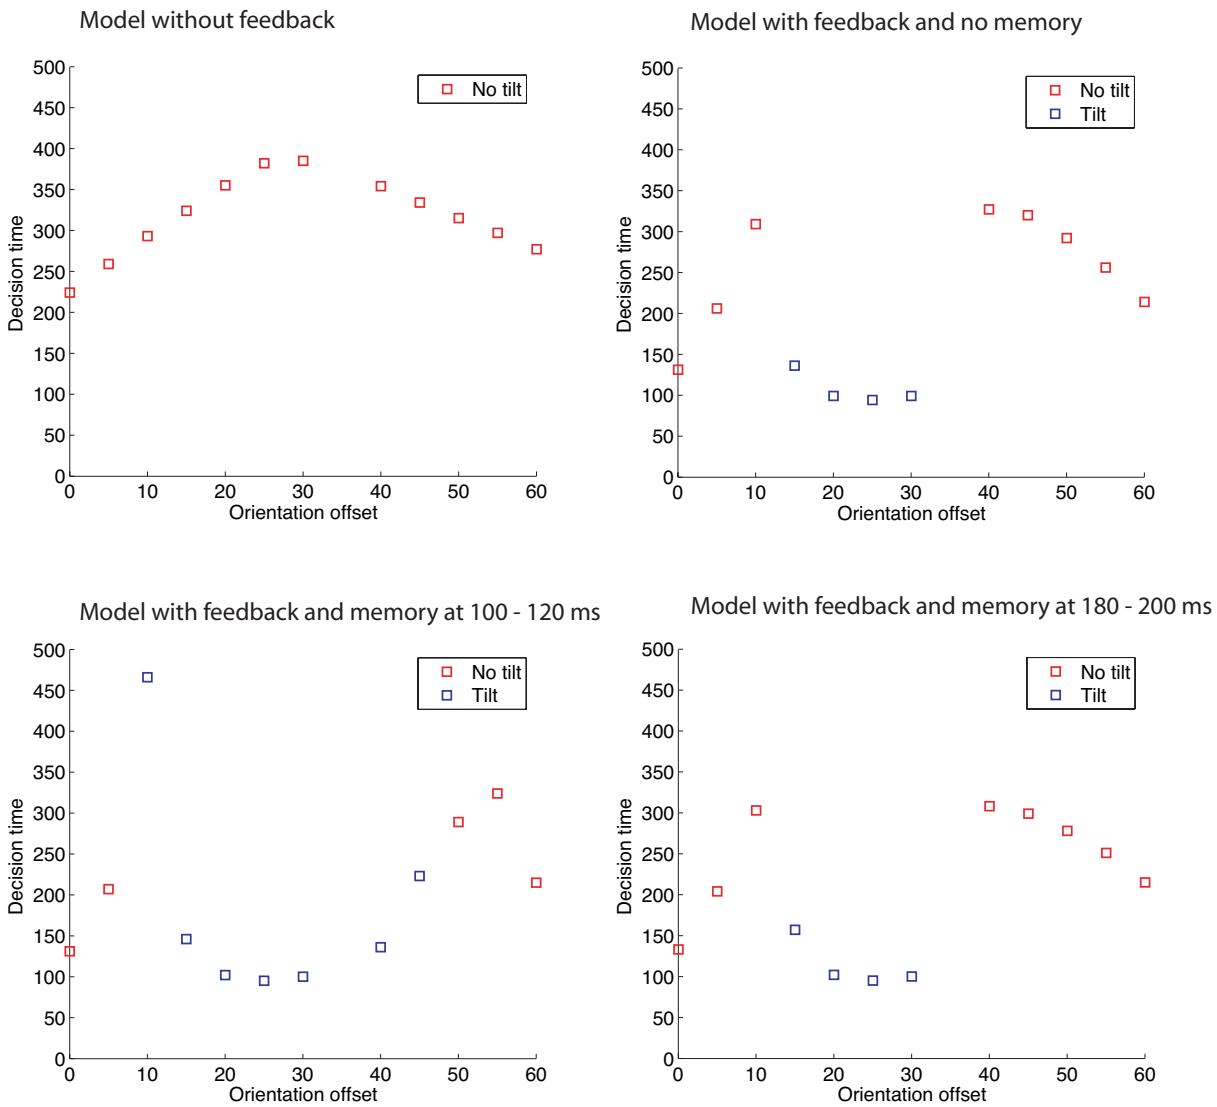 Model without feedback
500
450
400
350
300
250
200
150
100
50
0
Decision time
No tilt
0 10 20 30 40 50 60
Orientation offset
Model with feedback and no memory
500
450
400
350
300
250
200
150
100
50
0
Decision time
No tilt
Tilt
0 10 20 30 40 50 60
Orientation offset
Model with feedback and memory at 100 - 120 ms
500
450
400
350
300
250
200
150
100
50
0
Decision time
No tilt
Tilt
0 10 20 30 40 50 60
Orientation offset
Model with feedback and memory at 180 - 200 ms
500
450
400
350
300
250
200
150
100
50
0
Decision time
No tilt
Tilt
0 10 20 30 40 50 60
Orientation offset